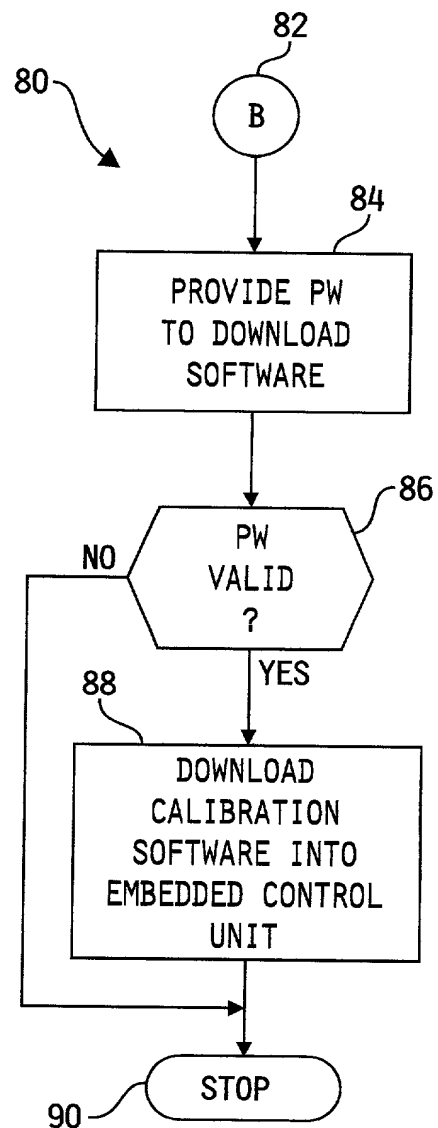 82
80
B
84
PROVIDE PW
TO DOWNLOAD
SOFTWARE
86
PW
VALID
?
NO
YES
88
DOWNLOAD
CALIBRATION
SOFTWARE INTO
EMBEDDED CONTROL
UNIT
STOP
90